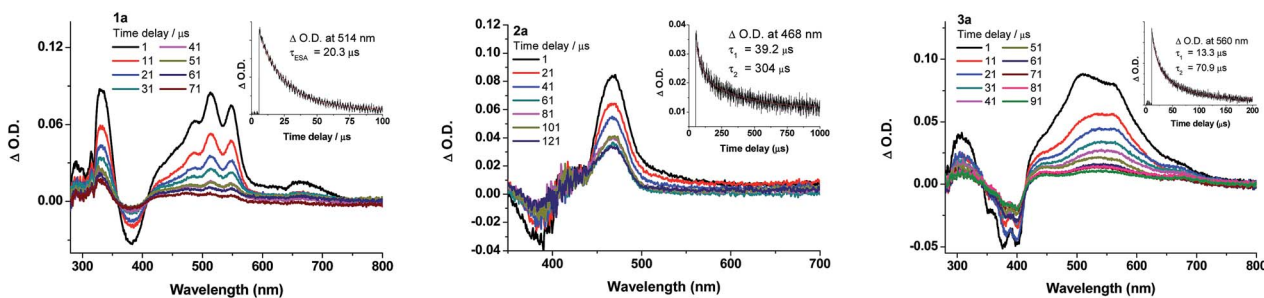 1a
Time delay / μs
1 41
11 51
21 61
31 71
Δ O.D. at 514 nm
τESA = 20.3 μs
Δ O.D.
0 25 50 75 100
Time delay / μs
Δ O.D.
0.12
0.06
0.00
300 400 500 600 700 800
Wavelength (nm)
2a
Time delay / μs
1
21
41
61
81
101
121
Δ O.D. at 468 nm
τ1 = 39.2 μs
τ2 = 304 μs
Δ O.D.
0.04
0.03
0.02
0.01
0 250 500 750 1000
Time delay (μs)
Δ O.D.
0.12
0.10
0.08
0.06
0.04
0.02
0.00
-0.02
-0.04
400 500 600 700
Wavelength (nm)
3a
Time delay / μs
1 51
11 61
21 71
31 81
41 91
Δ OD at 560 nm
τ1 = 13.3 μs
τ2 = 70.9 μs
Δ O.D.
0 50 100 150 200
Time delay (μs)
Δ O.D.
0.10
0.05
0.00
-0.05
300 400 500 600 700 800
Wavelength (nm)